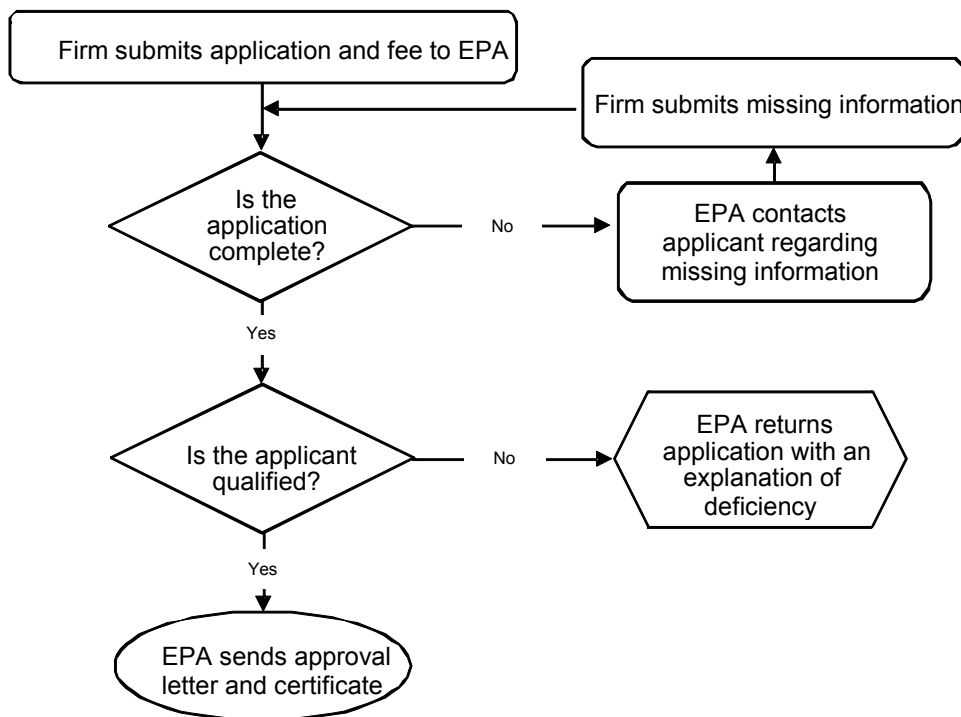 Firm submits application and fee to EPA
Firm submits missing information
Is the
application
complete?
No
EPA contacts
applicant regarding
missing information
Yes
Is the applicant
qualified?
No
EPA returns
application with an
explanation of
deficiency
Yes
EPA sends approval
letter and certificate